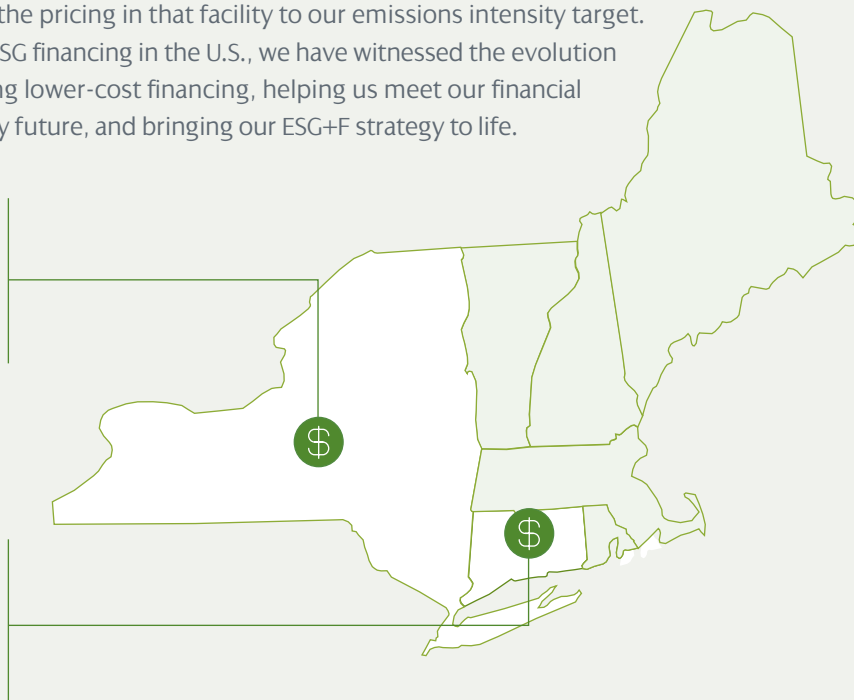 the pricing in that facility to our emissions intensity target.
SG financing in the U.S., we have witnessed the evolution
ng lower-cost financing, helping us meet our financial
y future, and bringing our ESG+F strategy to life.
$
$